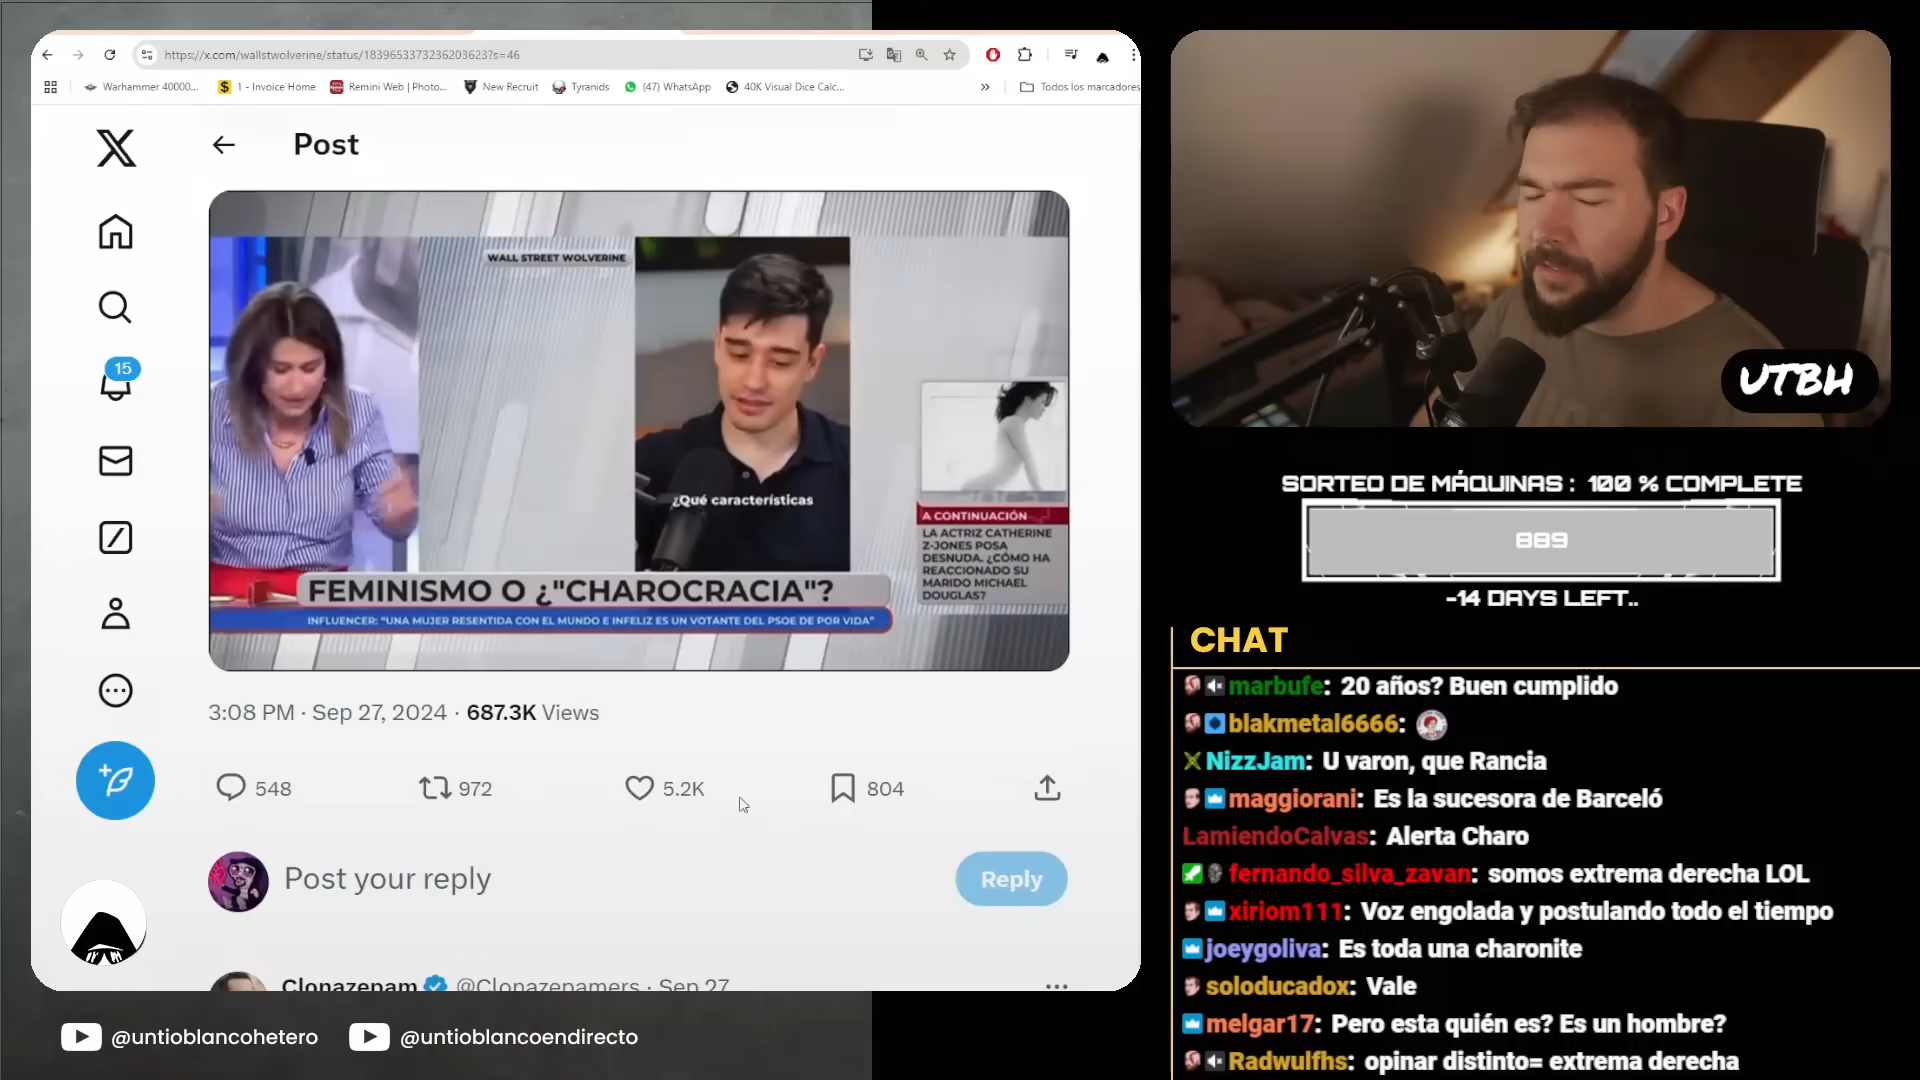 https://x.com/wallstwolverine/status/1839653373236203623?s=46
Warhammer 40000...
1 - Invoice Home
Remini Web | Photo...
New Recruit
Tyranids
(47) WhatsApp
40K Visual Dice Calc...
»
Todos los marcadores
Post
15
WALL STREET WOLVERINE
¿Qué características
A CONTINUACIÓN
LA ACTRIZ CATHERINE
Z-JONES POSA
DESNUDA. ¿CÓMO HA
REACCIONADO SU
MARIDO MICHAEL
DOUGLAS?
FEMINISMO O ¿"CHAROCRACIA"?
INFLUENCER: "UNA MUJER RESENTIDA CON EL MUNDO E INFELIZ ES UN VOTANTE DEL PSOE DE POR VIDA"
3:08 PM · Sep 27, 2024 · 687.3K Views
548
972
5.2K
804
Post your reply
Reply
Clonazepam @Clonazepamers · Sep 27
@untioblancohetero
@untioblancoendirecto
UTBH
SORTEO DE MÁQUINAS : 100 % COMPLETE
889
-14 DAYS LEFT..
CHAT
marbufe: 20 años? Buen cumplido
blakmetal6666:
NizzJam: U varon, que Rancia
maggiorani: Es la sucesora de Barceló
LamiendoCalvas: Alerta Charo
fernando_silva_zavan: somos extrema derecha LOL
xiriom111: Voz engolada y postulando todo el tiempo
joeygoliva: Es toda una charonite
soloducadox: Vale
melgar17: Pero esta quién es? Es un hombre?
Radwulfhs: opinar distinto= extrema derecha